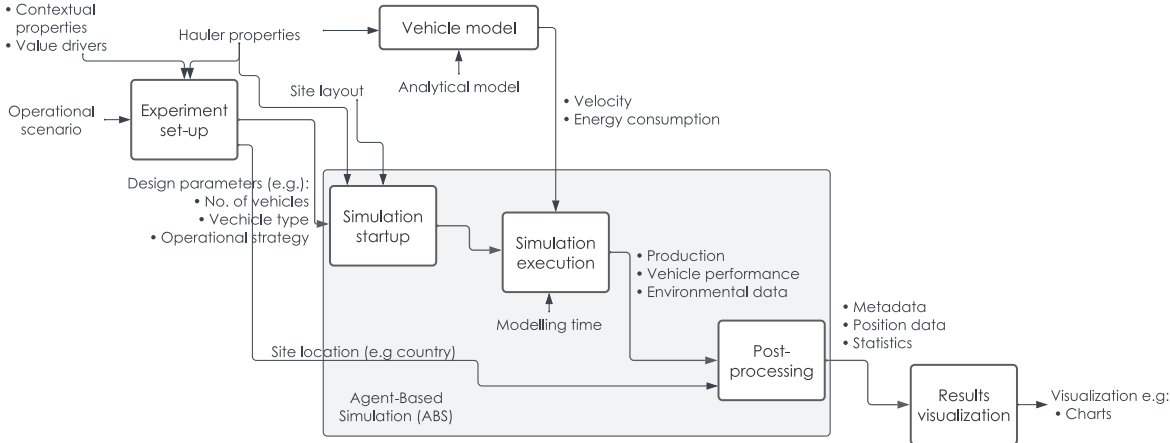 • Contextual
properties
• Value drivers
Hauler properties
Vehicle model
Analytical model
Site layout
Operational
scenario
Experiment
set-up
• Velocity
• Energy consumption
Design parameters (e.g.):
• No. of vehicles
• Vechicle type
• Operational strategy
Simulation
startup
Simulation
execution
• Production
• Vehicle performance
• Environmental data
Modelling time
• Metadata
• Position data
• Statistics
Site location (e.g country)
Post-
processing
Agent-Based
Simulation (ABS)
Results
visualization
Visualization e.g:
• Charts